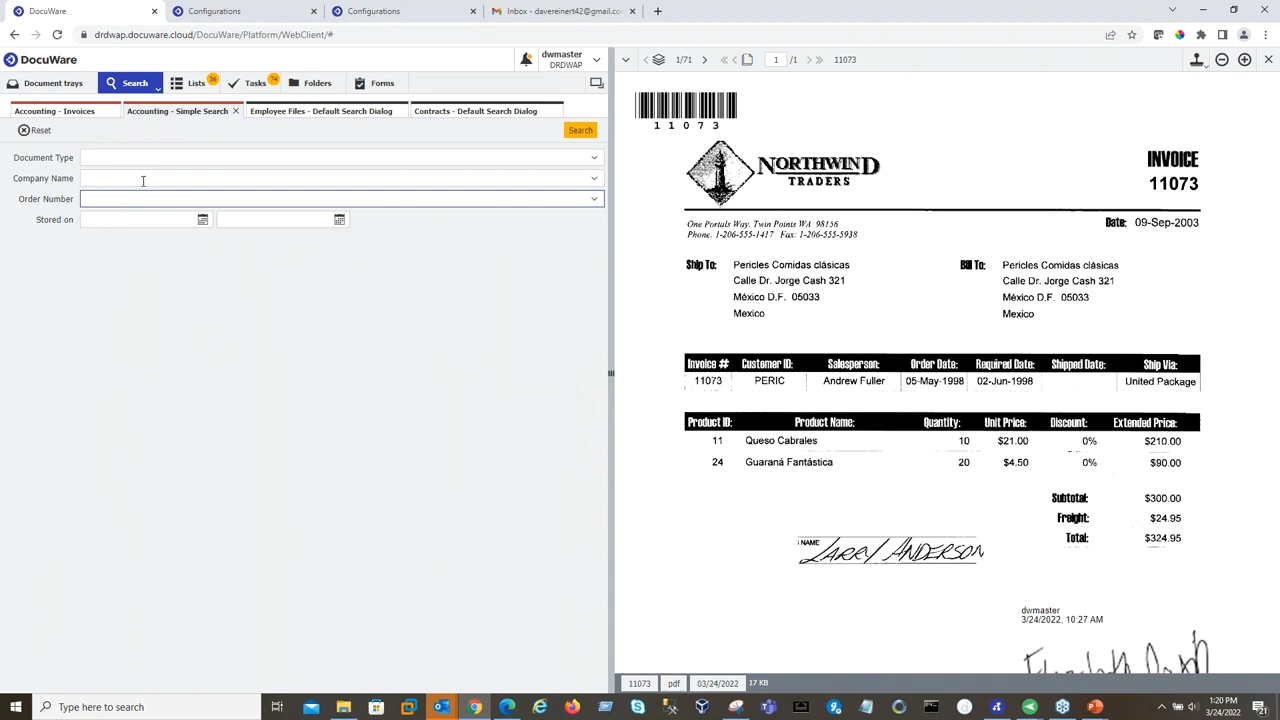 DocuWare
Configurations
Configurations
Inbox - davereinert42@gmail.co
drdwap.docuware.cloud/DocuWare/Platform/WebClient/#
DocuWare
dwmaster
DRDWAP
Document trays
Search
Lists
Tasks
74
Folders
Forms
Accounting - Invoices
Accounting - Simple Search
Employee Files - Default Search Dialog
Contracts - Default Search Dialog
Reset
Search
Document Type
Company Name
Order Number
Stored on
1/71
1
/1
11073
11073
NORTHWIND
TRADERS
INVOICE
11073
One Portals Way. Twin Points WA 98156
Phone: 1-206-555-1417 Fax: 1-206-555-5938
Date: 09-Sep-2003
Ship To: Pericles Comidas clásicas
Calle Dr. Jorge Cash 321
México D.F. 05033
Mexico
Bill To: Pericles Comidas clásicas
Calle Dr. Jorge Cash 321
México D.F. 05033
Mexico
Invoice # Customer ID: Salesperson: Order Date: Required Date: Shipped Date: Ship Via:
11073 PERIC Andrew Fuller 05-May-1998 02-Jun-1998 United Package
Product ID: Product Name: Quantity: Unit Price: Discount: Extended Price:
11 Queso Cabrales 10 $21.00 0% $210.00
24 Guaraná Fantástica 20 $4.50 0% $90.00
Subtotal: $300.00
Freight: $24.95
Total: $324.95
NAME LARRY ANDERSON
dwmaster
3/24/2022, 10:27 AM
11073 pdf 03/24/2022 17 KB
Type here to search
1:20 PM
3/24/2022